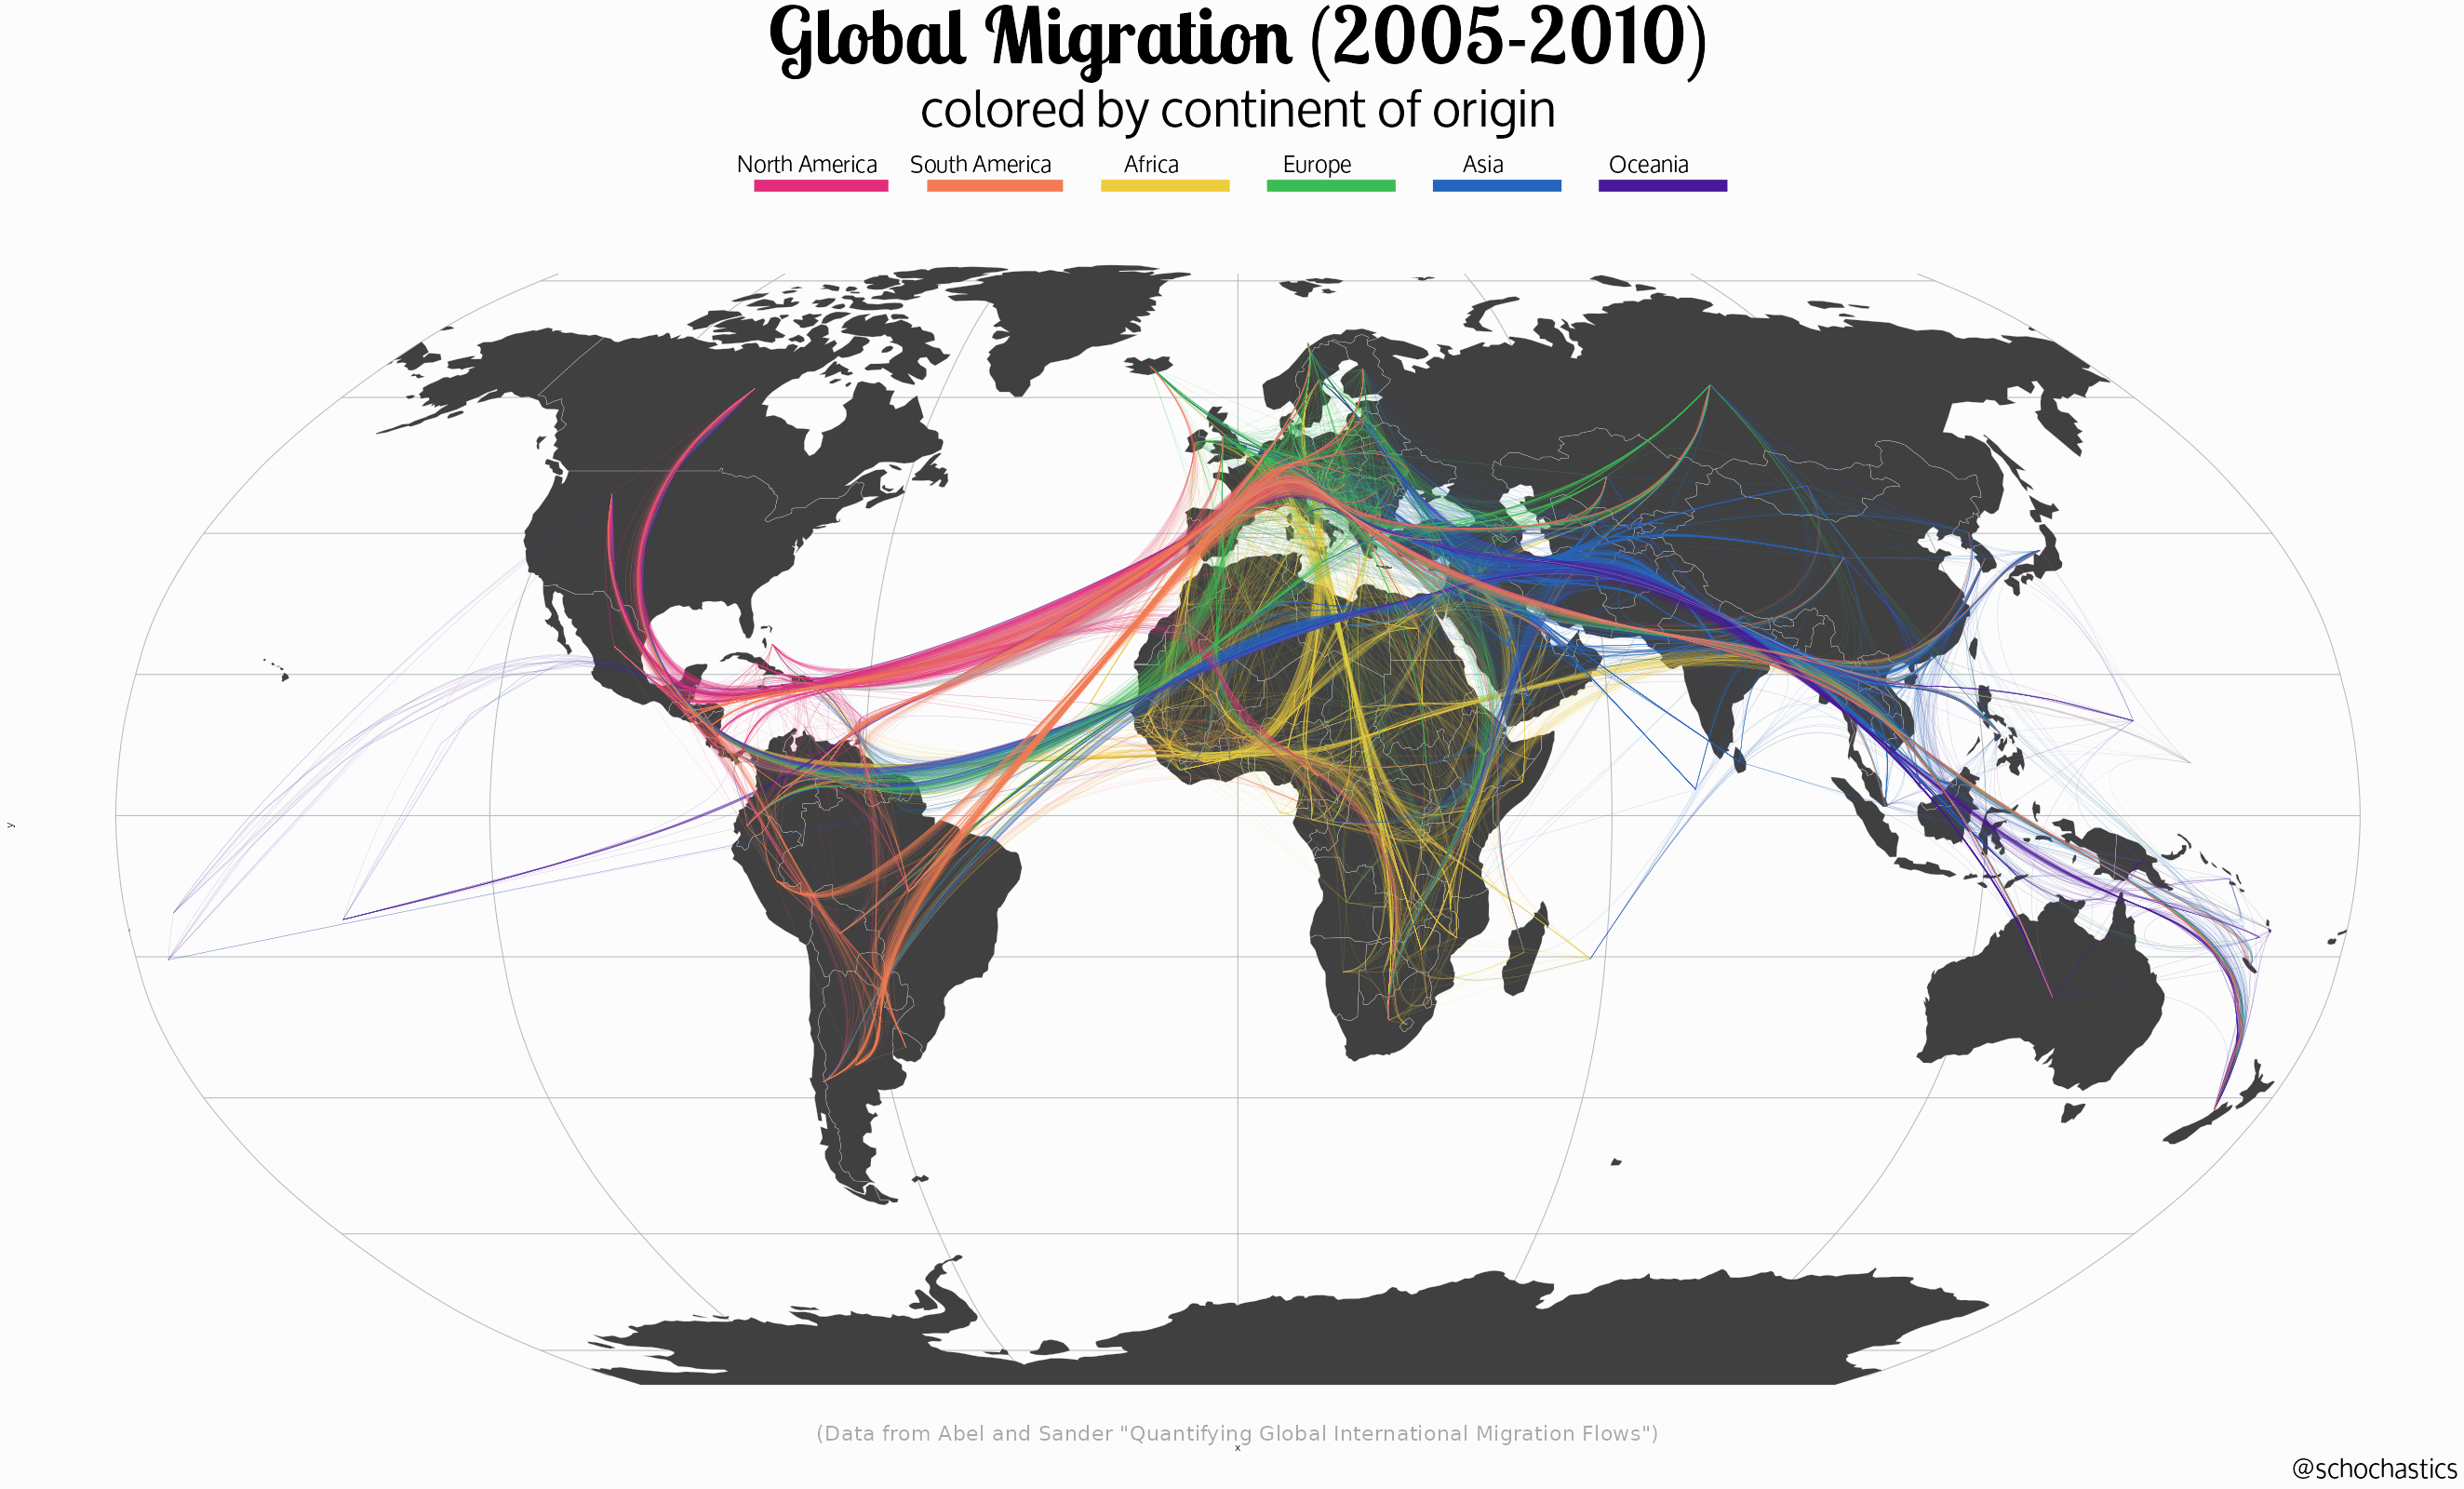 Global Migration (2005-2010)
colored by continent of origin
North America South America Africa Europe Asia Oceania
y
(Data from Abel and Sander "Quantifying Global International Migration Flows")
x
@schochastics